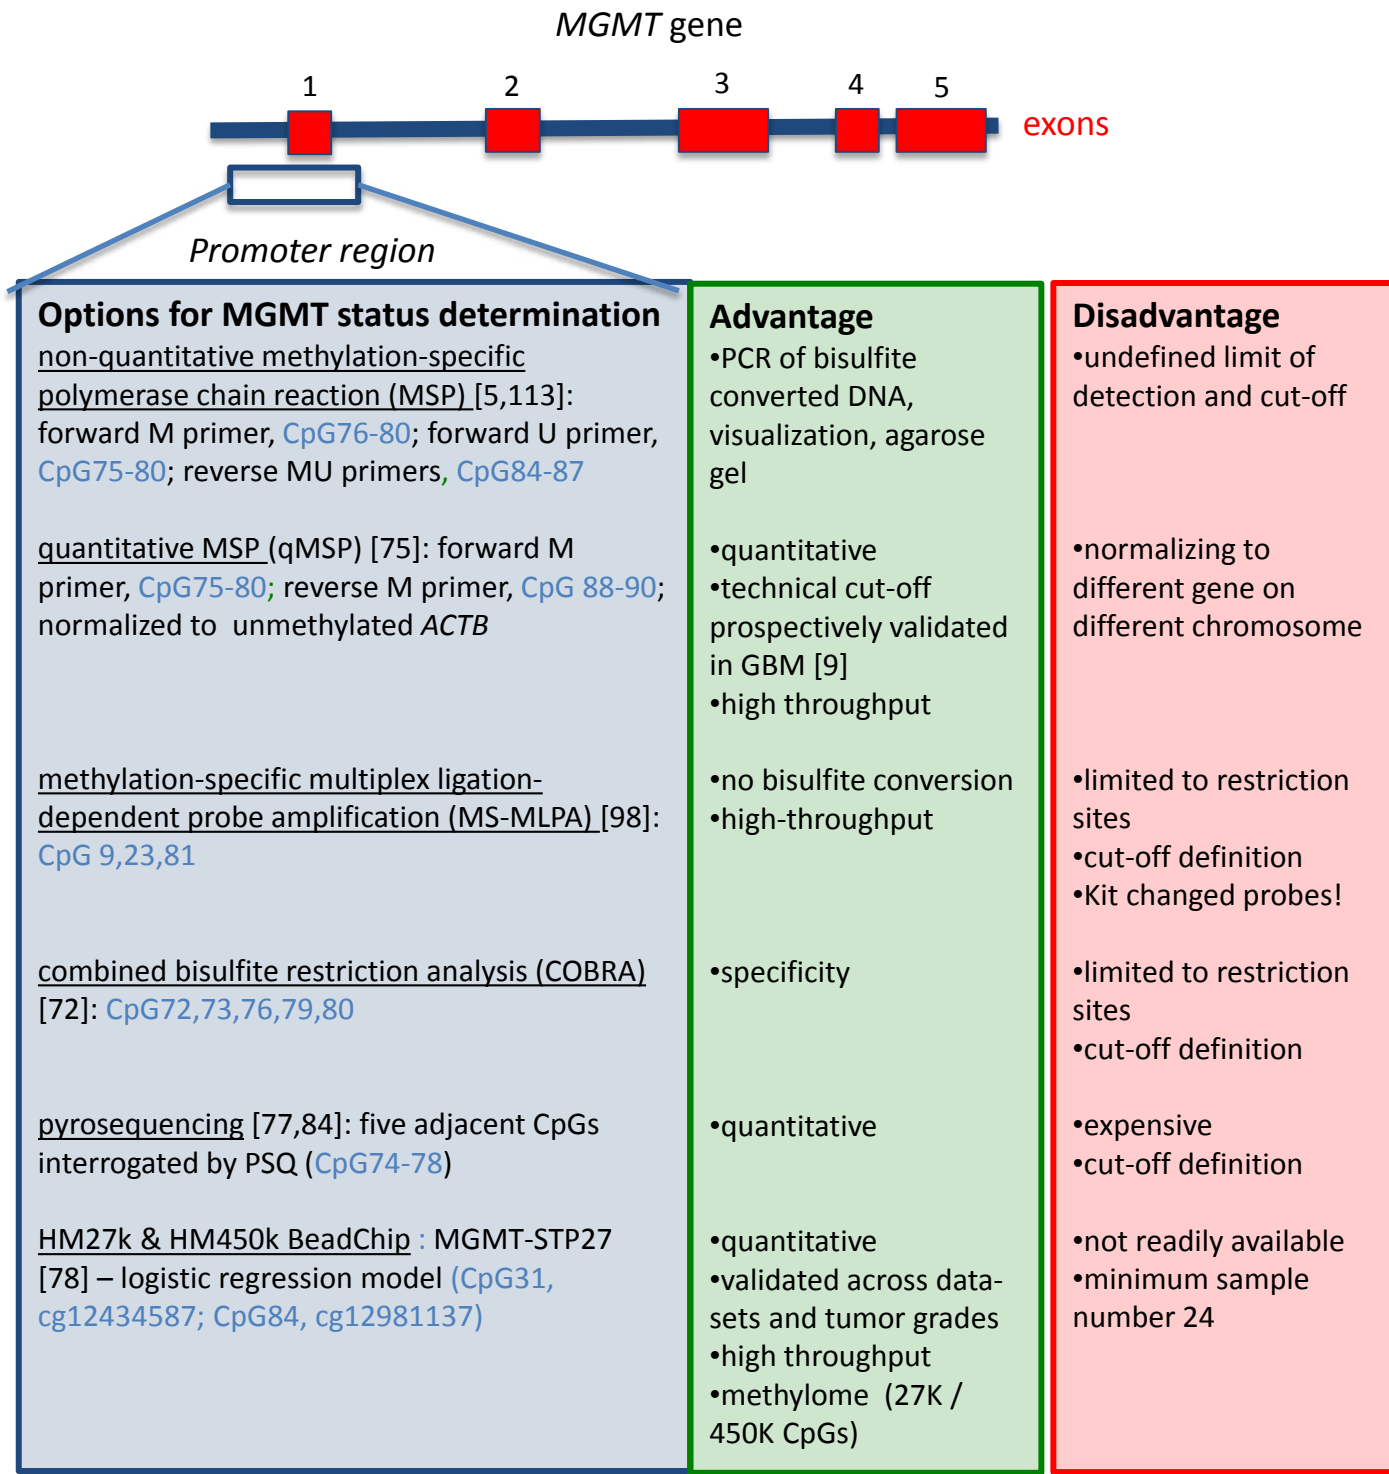 MGMT gene
1 2 3 4 5
exons
Promoter region
Options for MGMT status determination
non-quantitative methylation-specific
polymerase chain reaction (MSP) [5,113]:
forward M primer, CpG76-80; forward U primer,
CpG75-80; reverse MU primers, CpG84-87
quantitative MSP (qMSP) [75]: forward M
primer, CpG75-80; reverse M primer, CpG 88-90;
normalized to unmethylated ACTB
methylation-specific multiplex ligation-
dependent probe amplification (MS-MLPA) [98]:
CpG 9,23,81
combined bisulfite restriction analysis (COBRA)
[72]: CpG72,73,76,79,80
pyrosequencing [77,84]: five adjacent CpGs
interrogated by PSQ (CpG74-78)
HM27k & HM450k BeadChip : MGMT-STP27
[78] – logistic regression model (CpG31,
cg12434587; CpG84, cg12981137)
Advantage
•PCR of bisulfite
converted DNA,
visualization, agarose
gel
•quantitative
•technical cut-off
prospectively validated
in GBM [9]
•high throughput
•no bisulfite conversion
•high-throughput
•specificity
•quantitative
•quantitative
•validated across data-
sets and tumor grades
•high throughput
•methylome (27K /
450K CpGs)
Disadvantage
•undefined limit of
detection and cut-off
•normalizing to
different gene on
different chromosome
•limited to restriction
sites
•cut-off definition
•Kit changed probes!
•limited to restriction
sites
•cut-off definition
•expensive
•cut-off definition
•not readily available
•minimum sample
number 24